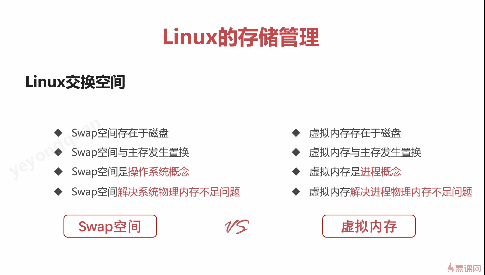 Linux的存储管理
Linux交换空间
Swap空间存在于磁盘
Swap空间与主存发生置换
Swap空间是操作系统概念
Swap空间解决系统物理内存不足问题
Swap空间
VS
虚拟内存存在于磁盘
虚拟内存与主存发生置换
虚拟内存是进程概念
虚拟内存解决进程物理内存不足问题
虚拟内存
慕课网